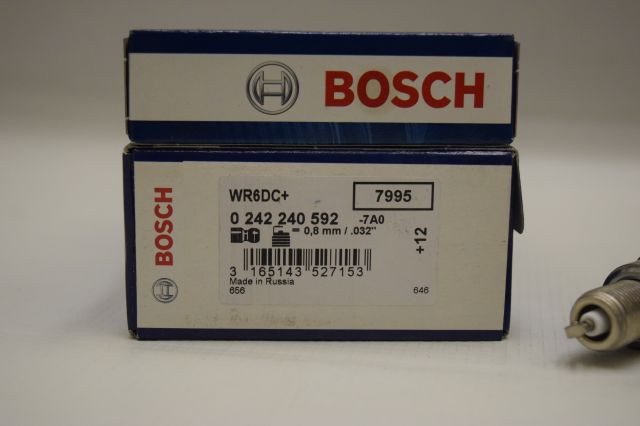 BOSCH
BOSCH
WR6DC+
7995
0 242 240 592 -7A0
= 0,8 mm / .032"
+12
3 165143 527153
Made in Russia
656
646